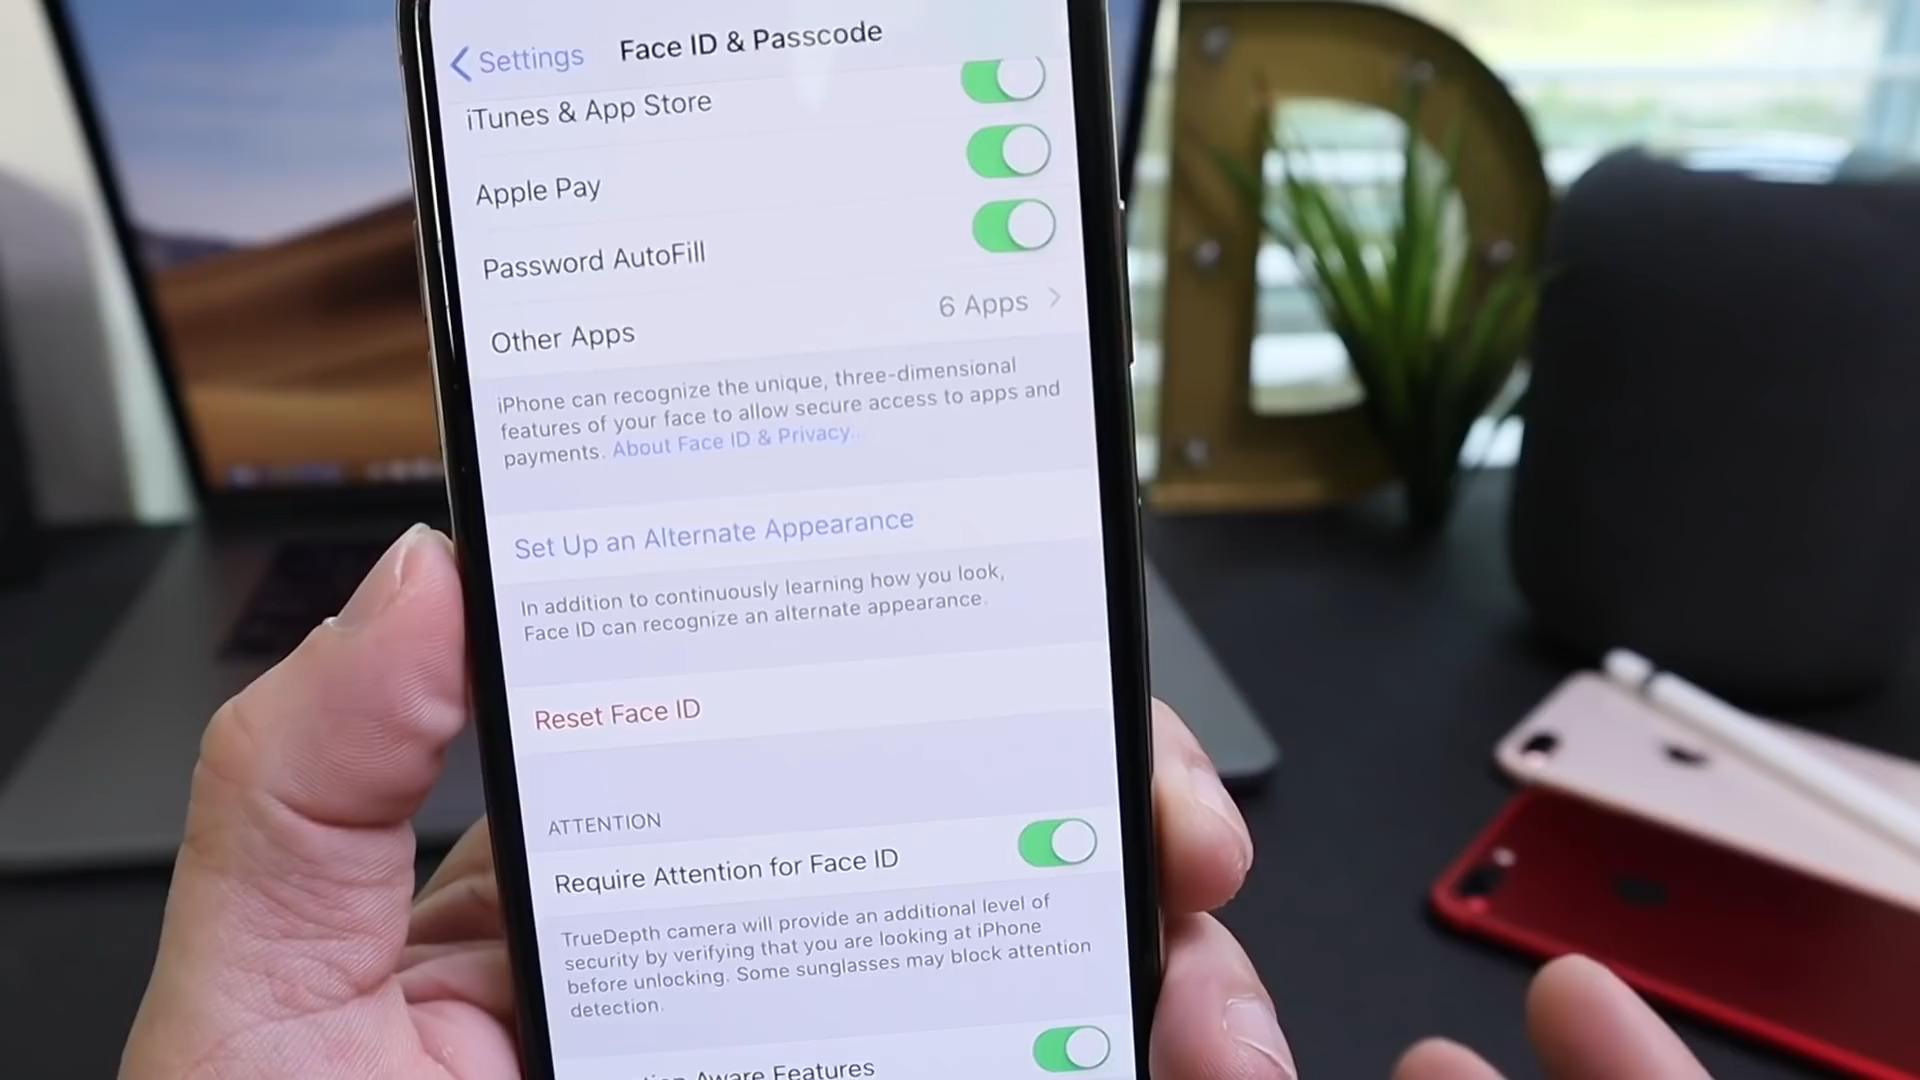 Settings
Face ID & Passcode
iTunes & App Store
Apple Pay
Password AutoFill
Other Apps
6 Apps
iPhone can recognize the unique, three-dimensional
features of your face to allow secure access to apps and
payments. About Face ID & Privacy...
Set Up an Alternate Appearance
In addition to continuously learning how you look,
Face ID can recognize an alternate appearance.
Reset Face ID
ATTENTION
Require Attention for Face ID
TrueDepth camera will provide an additional level of
security by verifying that you are looking at iPhone
before unlocking. Some sunglasses may block attention
detection.
Aware Features